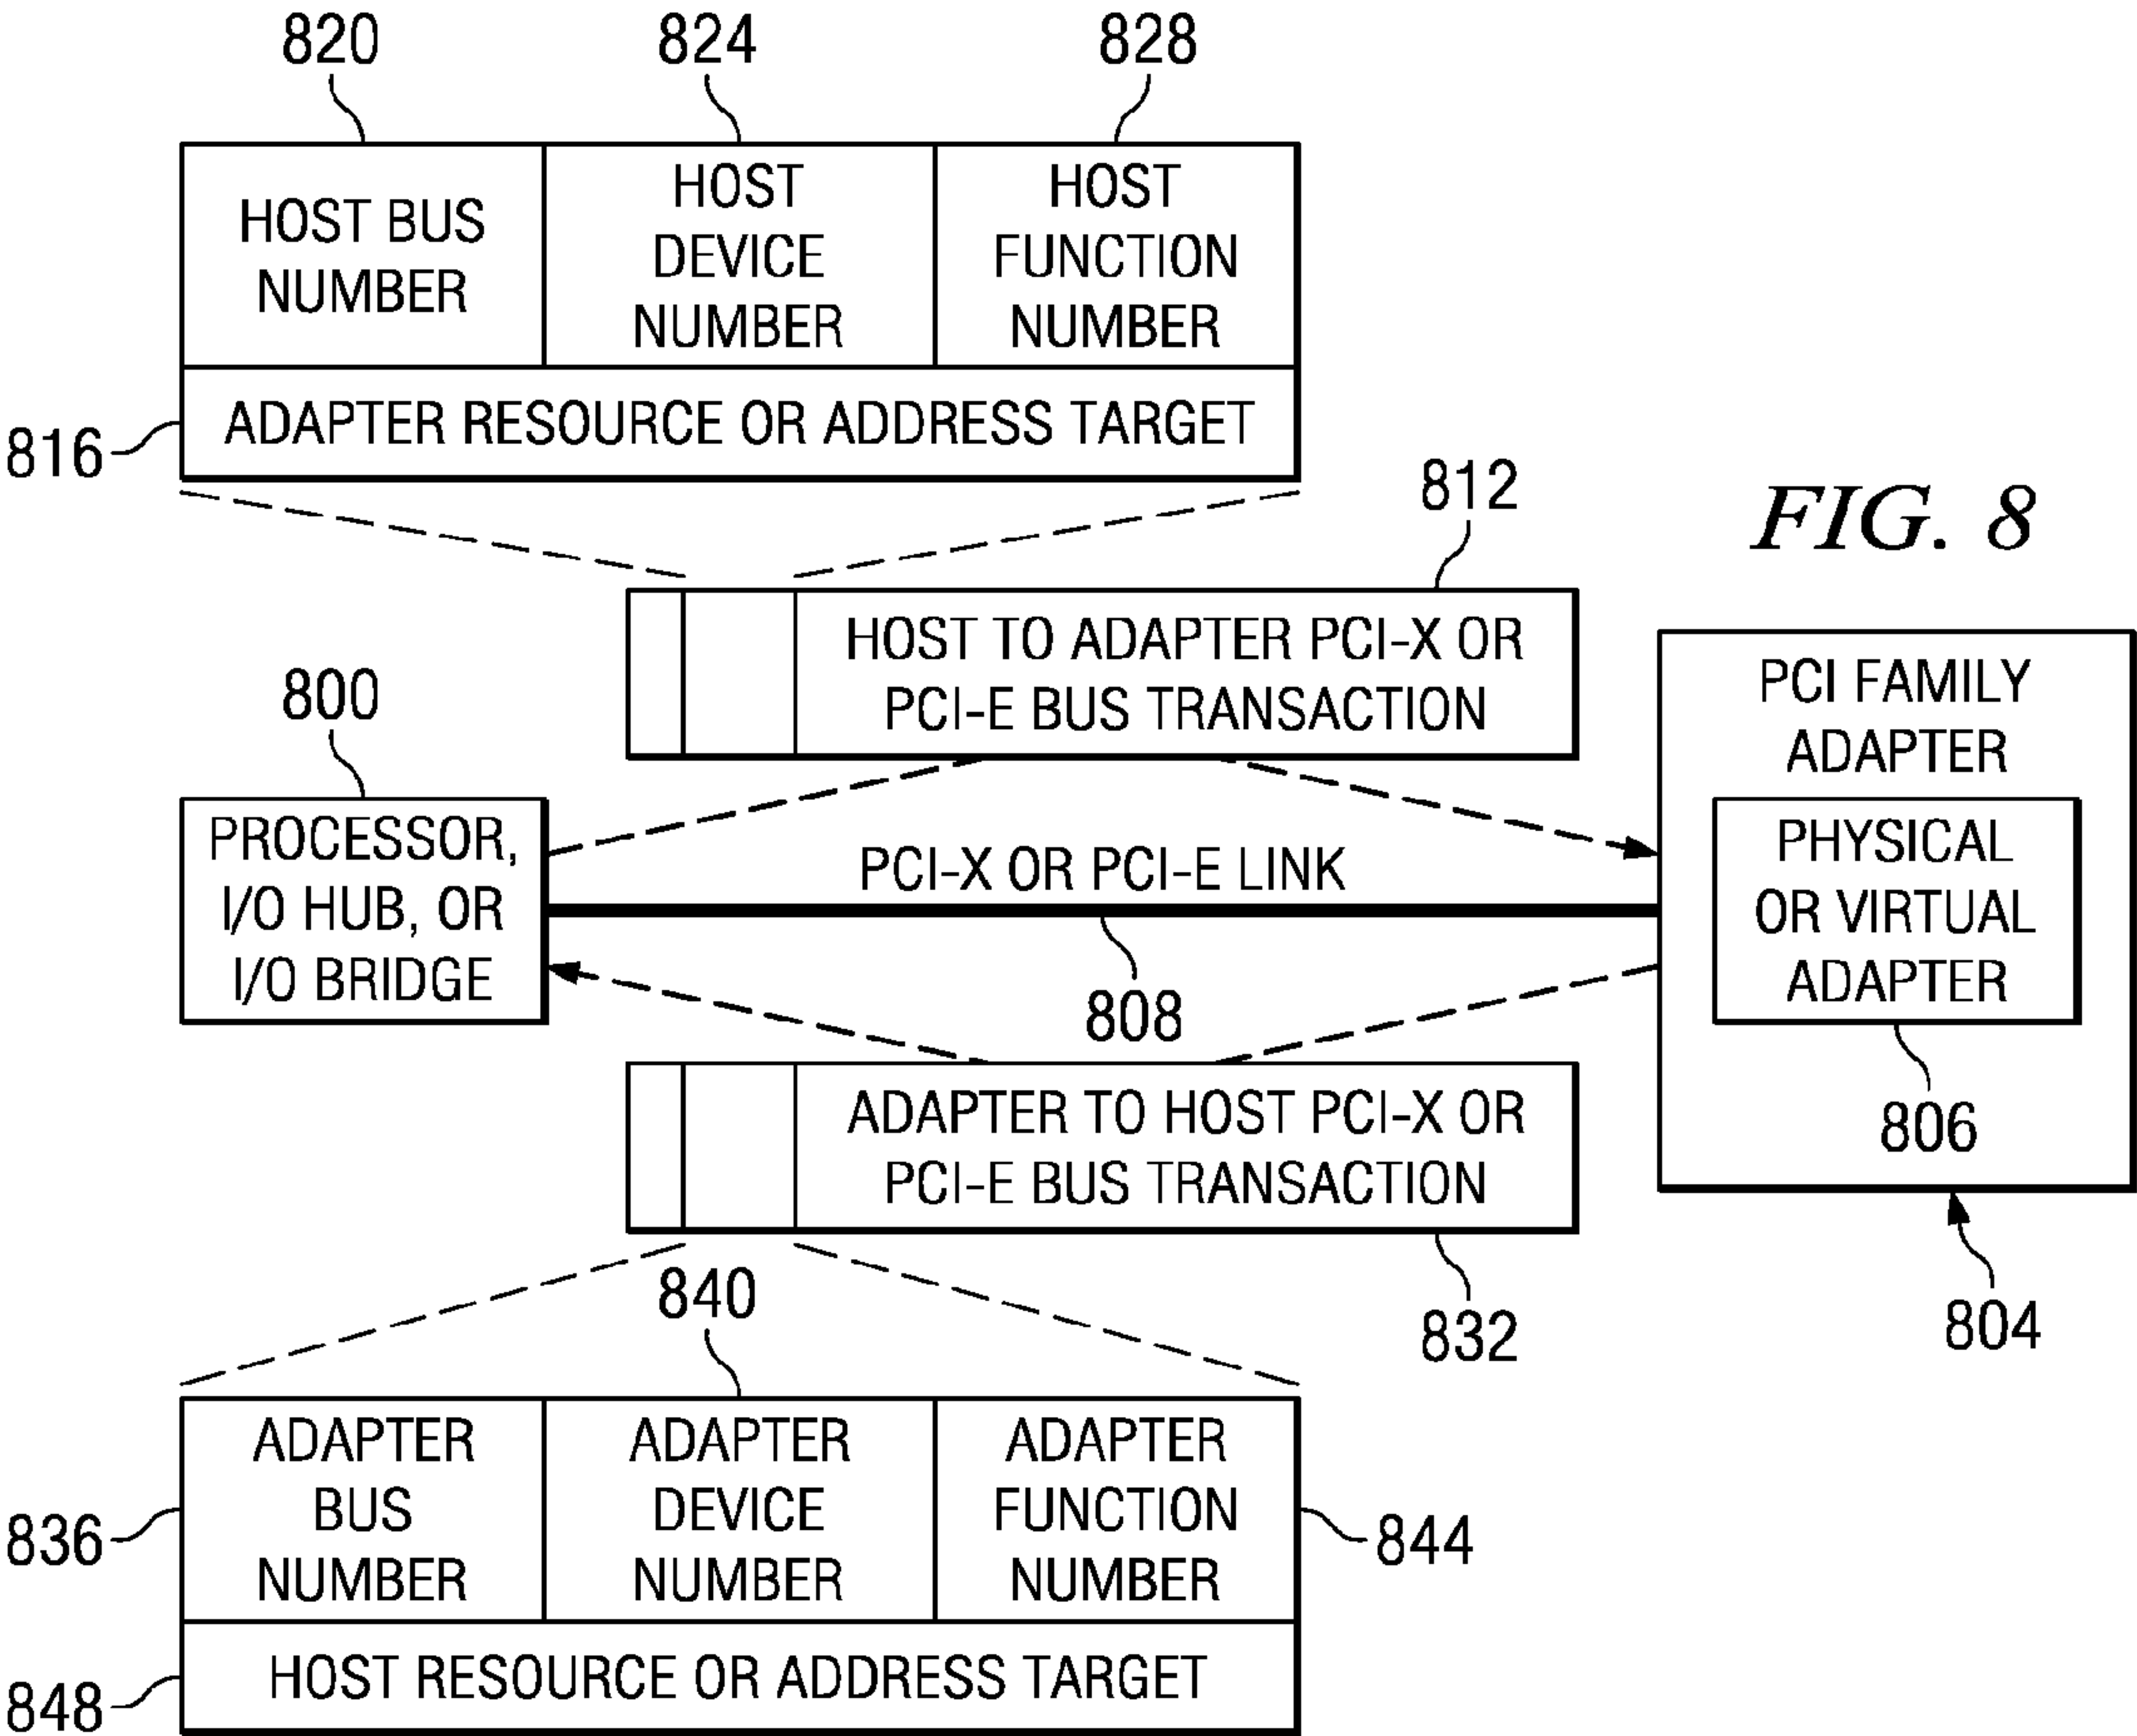 820
824
828
HOST BUS
NUMBER
HOST
DEVICE
NUMBER
HOST
FUNCTION
NUMBER
816
ADAPTER RESOURCE OR ADDRESS TARGET
812
FIG. 8
HOST TO ADAPTER PCI-X OR
PCI-E BUS TRANSACTION
800
PROCESSOR,
I/O HUB, OR
I/O BRIDGE
PCI-X OR PCI-E LINK
808
PCI FAMILY
ADAPTER
PHYSICAL
OR VIRTUAL
ADAPTER
806
804
ADAPTER TO HOST PCI-X OR
PCI-E BUS TRANSACTION
832
840
836
ADAPTER
BUS
NUMBER
ADAPTER
DEVICE
NUMBER
ADAPTER
FUNCTION
NUMBER
844
848
HOST RESOURCE OR ADDRESS TARGET